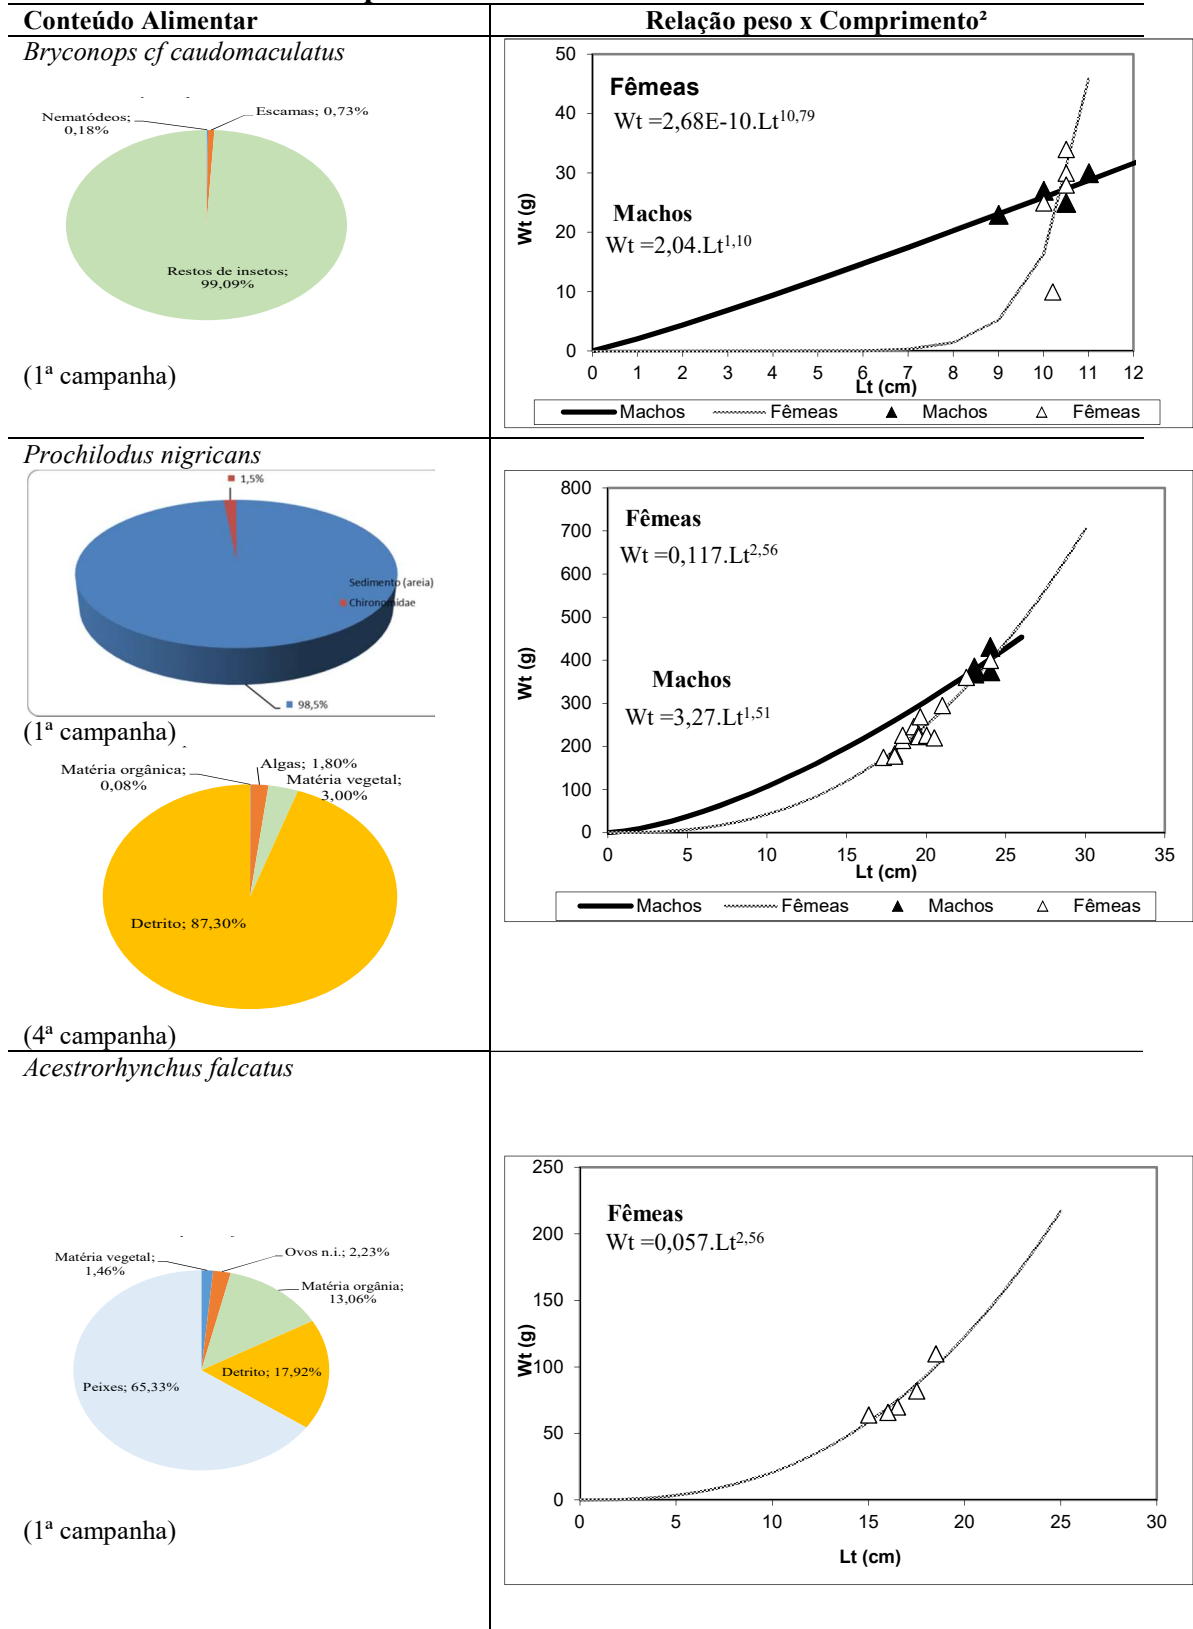 Conteúdo Alimentar
Relação peso x Comprimento²
Bryconops cf caudomaculatus
Nematódeos;
0,18%
Escamas; 0,73%
Restos de insetos;
99,09%
(1ª campanha)
50
40
30
20
10
0
Wt (g)
Fêmeas
Wt =2,68E-10.Lt10,79
Machos
Wt =2,04.Lt1,10
0 1 2 3 4 5 6 7 8 9 10 11 12
Lt (cm)
Machos Fêmeas Machos Fêmeas
Prochilodus nigricans
1,5%
Sedimento (areia)
Chironomidae
98,5%
(1ª campanha)
Matéria orgânica;
0,08%
Algas; 1,80%
Matéria vegetal;
3,00%
Detrito; 87,30%
(4ª campanha)
800
700
600
500
400
300
200
100
0
Wt (g)
Fêmeas
Wt =0,117.Lt2,56
Machos
Wt =3,27.Lt1,51
0 5 10 15 20 25 30 35
Lt (cm)
Machos Fêmeas Machos Fêmeas
Acestrorhynchus falcatus
Matéria vegetal;
1,46%
Ovos n.i.; 2,23%
Matéria orgânia;
13,06%
Detrito; 17,92%
Peixes; 65,33%
(1ª campanha)
250
200
150
100
50
0
Wt (g)
Fêmeas
Wt =0,057.Lt2,56
0 5 10 15 20 25 30
Lt (cm)